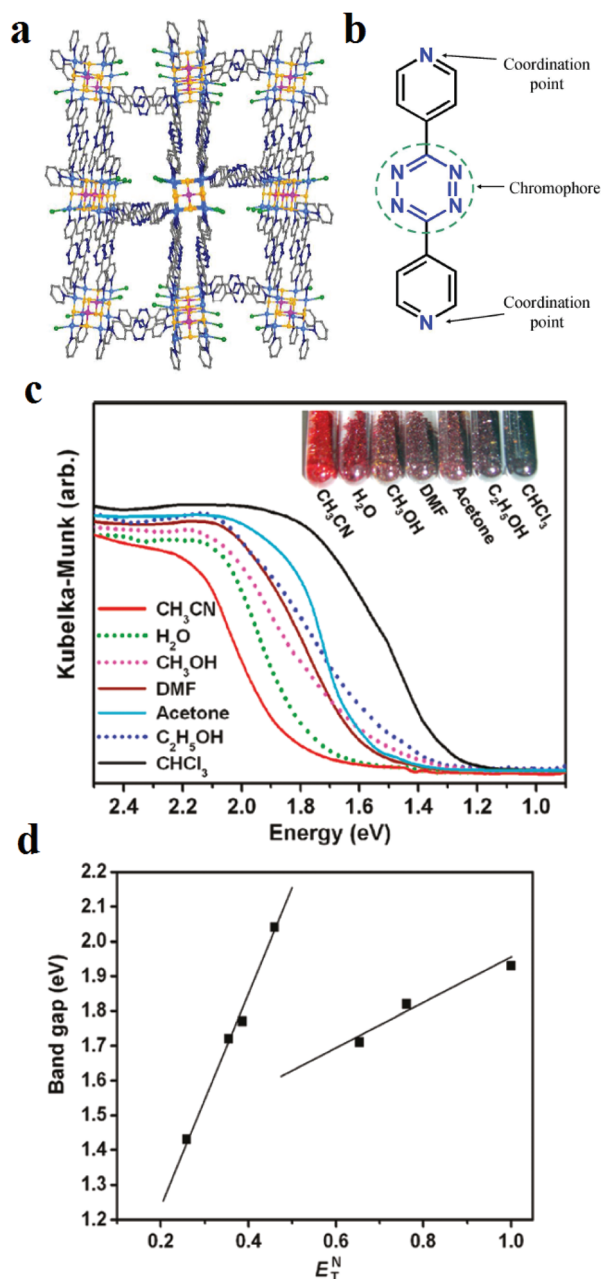 a
b
N
Coordination
point
N N
Chromophore
N N
N
Coordination
point
c
CH₃CN
H₂O
CH₃OH
DMF
Acetone
C₂H₅OH
CHCl₃
Kubelka-Munk (arb.)
CH₃CN
H₂O
CH₃OH
DMF
Acetone
C₂H₅OH
CHCl₃
2.4 2.2 2.0 1.8 1.6 1.4 1.2 1.0
Energy (eV)
d
2.2
2.1
2.0
1.9
1.8
1.7
1.6
1.5
1.4
1.3
1.2
Band gap (eV)
0.2 0.4 0.6 0.8 1.0
E_T^N